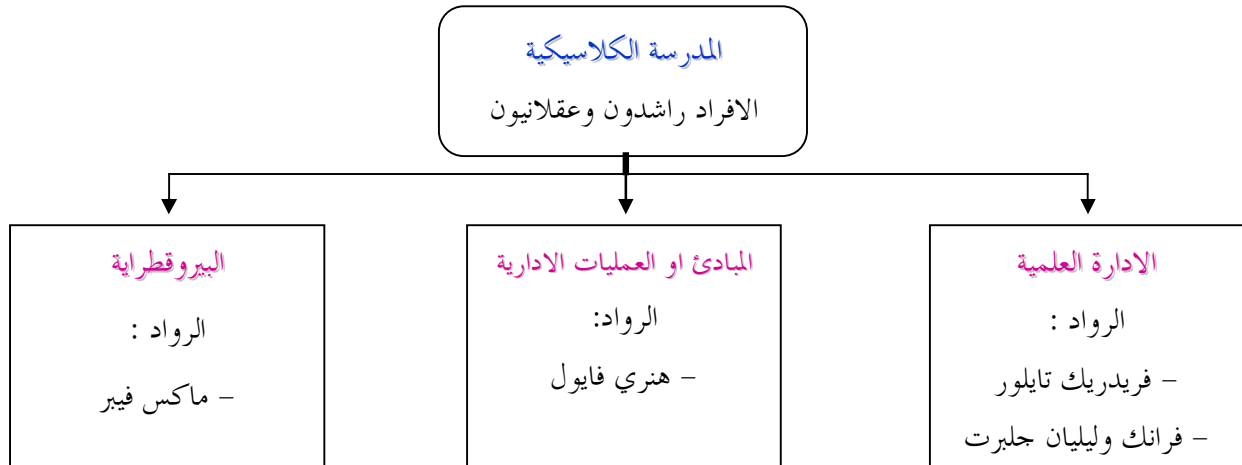 المدرسة الكلاسيكية
الافراد راشدون وعقلانيون
الادارة العلمية
الرواد :
– فريدريك تايلور
– فرانك وليليان جلبرت
المبادئ او العمليات الادارية
الرواد:
– هنري فايول
البيروقطراية
الرواد :
– ماكس فيبر